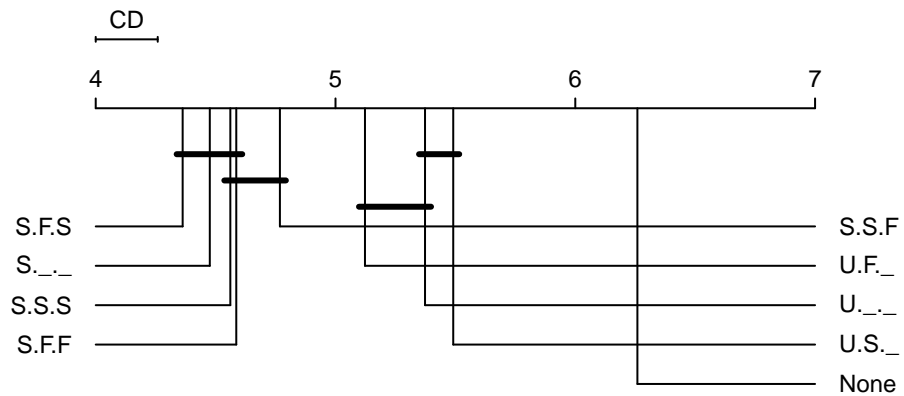 CD
4 5 6 7
S.F.S S.S.F
S._._ U.F._
S.S.S U._._
S.F.F U.S._
None